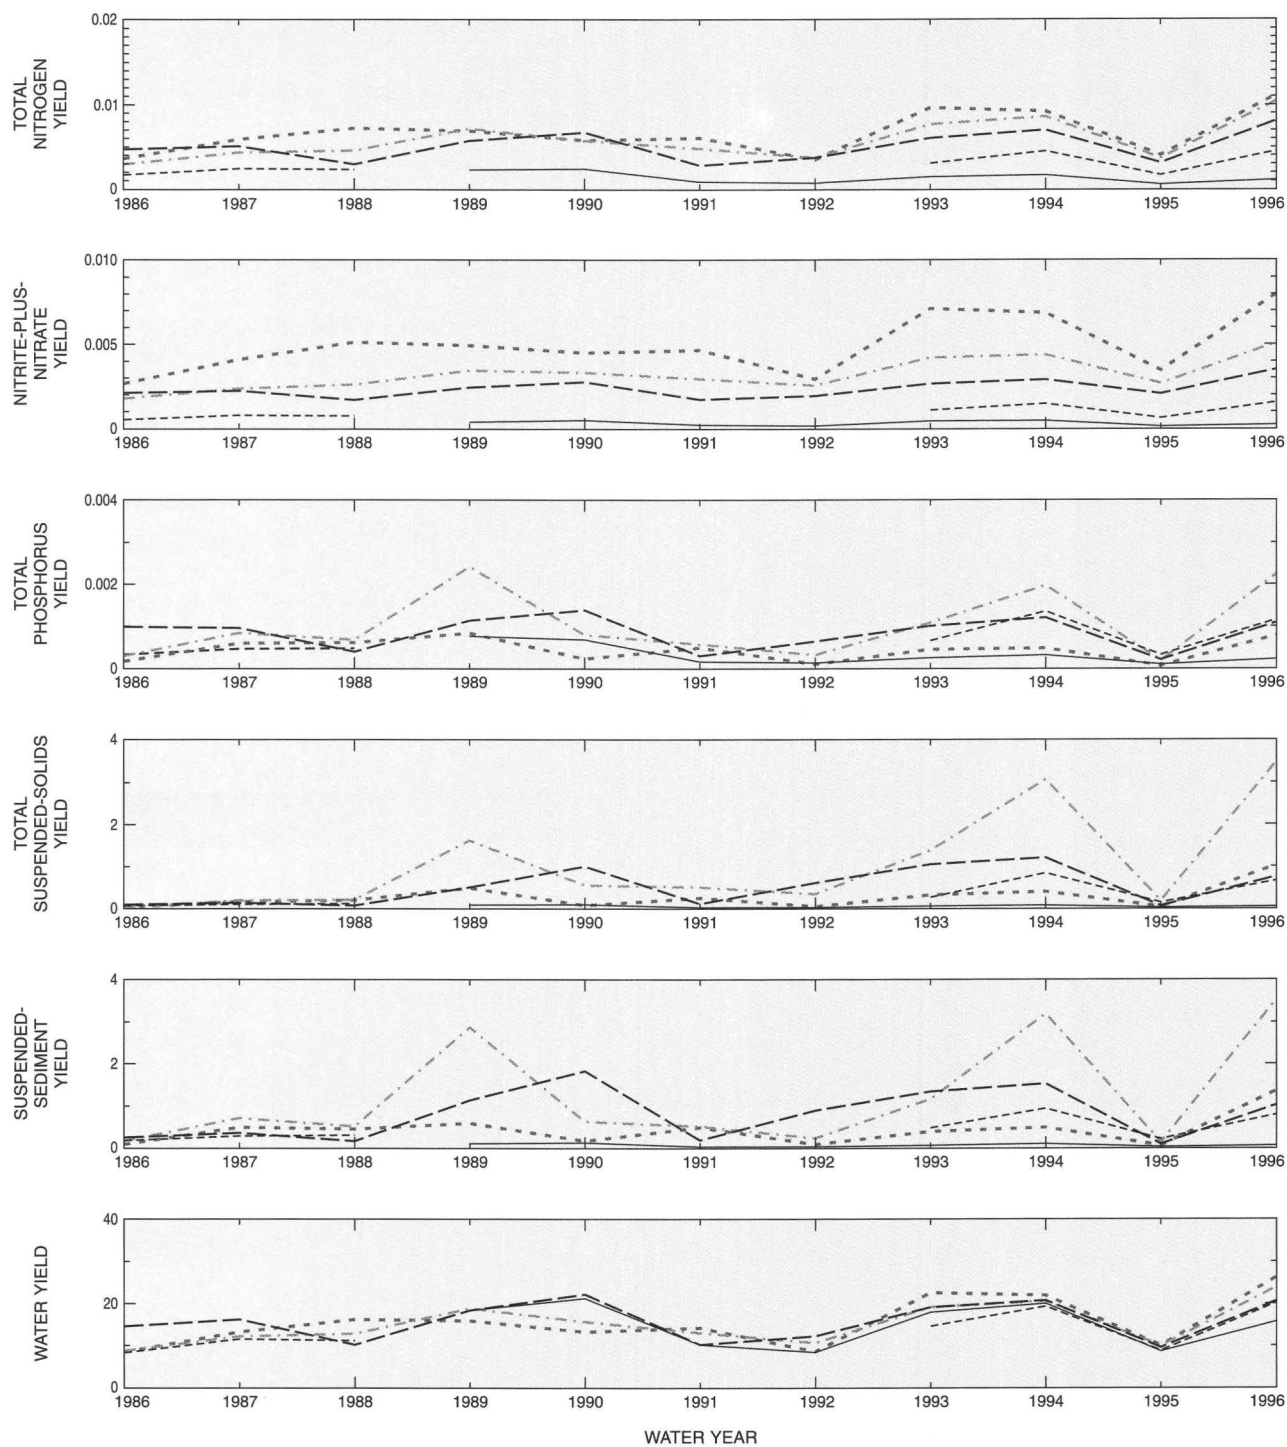 TOTAL
NITROGEN
YIELD
0.02
0.01
0
1986 1987 1988 1989 1990 1991 1992 1993 1994 1995 1996
NITRITE-PLUS-
NITRATE
YIELD
0.010
0.005
0
1986 1987 1988 1989 1990 1991 1992 1993 1994 1995 1996
TOTAL
PHOSPHORUS
YIELD
0.004
0.002
0
1986 1987 1988 1989 1990 1991 1992 1993 1994 1995 1996
TOTAL
SUSPENDED-SOLIDS
YIELD
4
2
0
1986 1987 1988 1989 1990 1991 1992 1993 1994 1995 1996
SUSPENDED-
SEDIMENT
YIELD
4
2
0
1986 1987 1988 1989 1990 1991 1992 1993 1994 1995 1996
WATER YIELD
40
20
0
1986 1987 1988 1989 1990 1991 1992 1993 1994 1995 1996
WATER YEAR